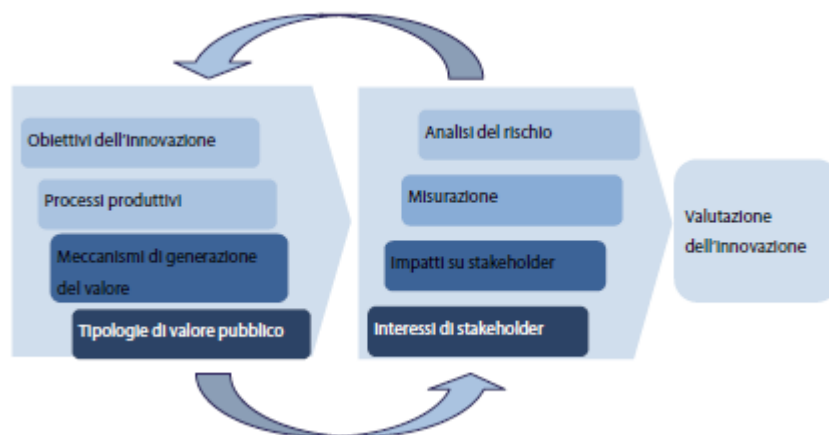 Obiettivi dell'innovazione
Processi produttivi
Meccanismi di generazione
del valore
Tipologie di valore pubblico
Analisi del rischio
Misurazione
Impatti su stakeholder
Interessi di stakeholder
Valutazione
dell'innovazione